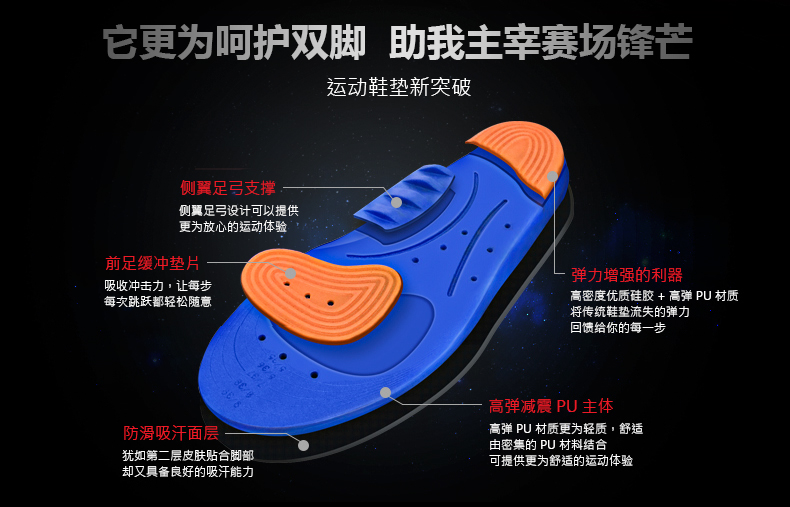 它更为呵护双脚 助我主宰赛场锋芒
运动鞋垫新突破
侧翼足弓支撑
侧翼足弓设计可以提供
更为放心的运动体验
前足缓冲垫片
吸收冲击力，让每步
每次跳跃都轻松随意
弹力增强的利器
高密度优质硅胶 + 高弹 PU 材质
将传统鞋垫流失的弹力
回馈给你的每一步
高弹减震 PU 主体
高弹 PU 材质更为轻质，舒适
由密集的 PU 材料结合
可提供更为舒适的运动体验
防滑吸汗面层
犹如第二层皮肤贴合脚部
却又具备良好的吸汗能力